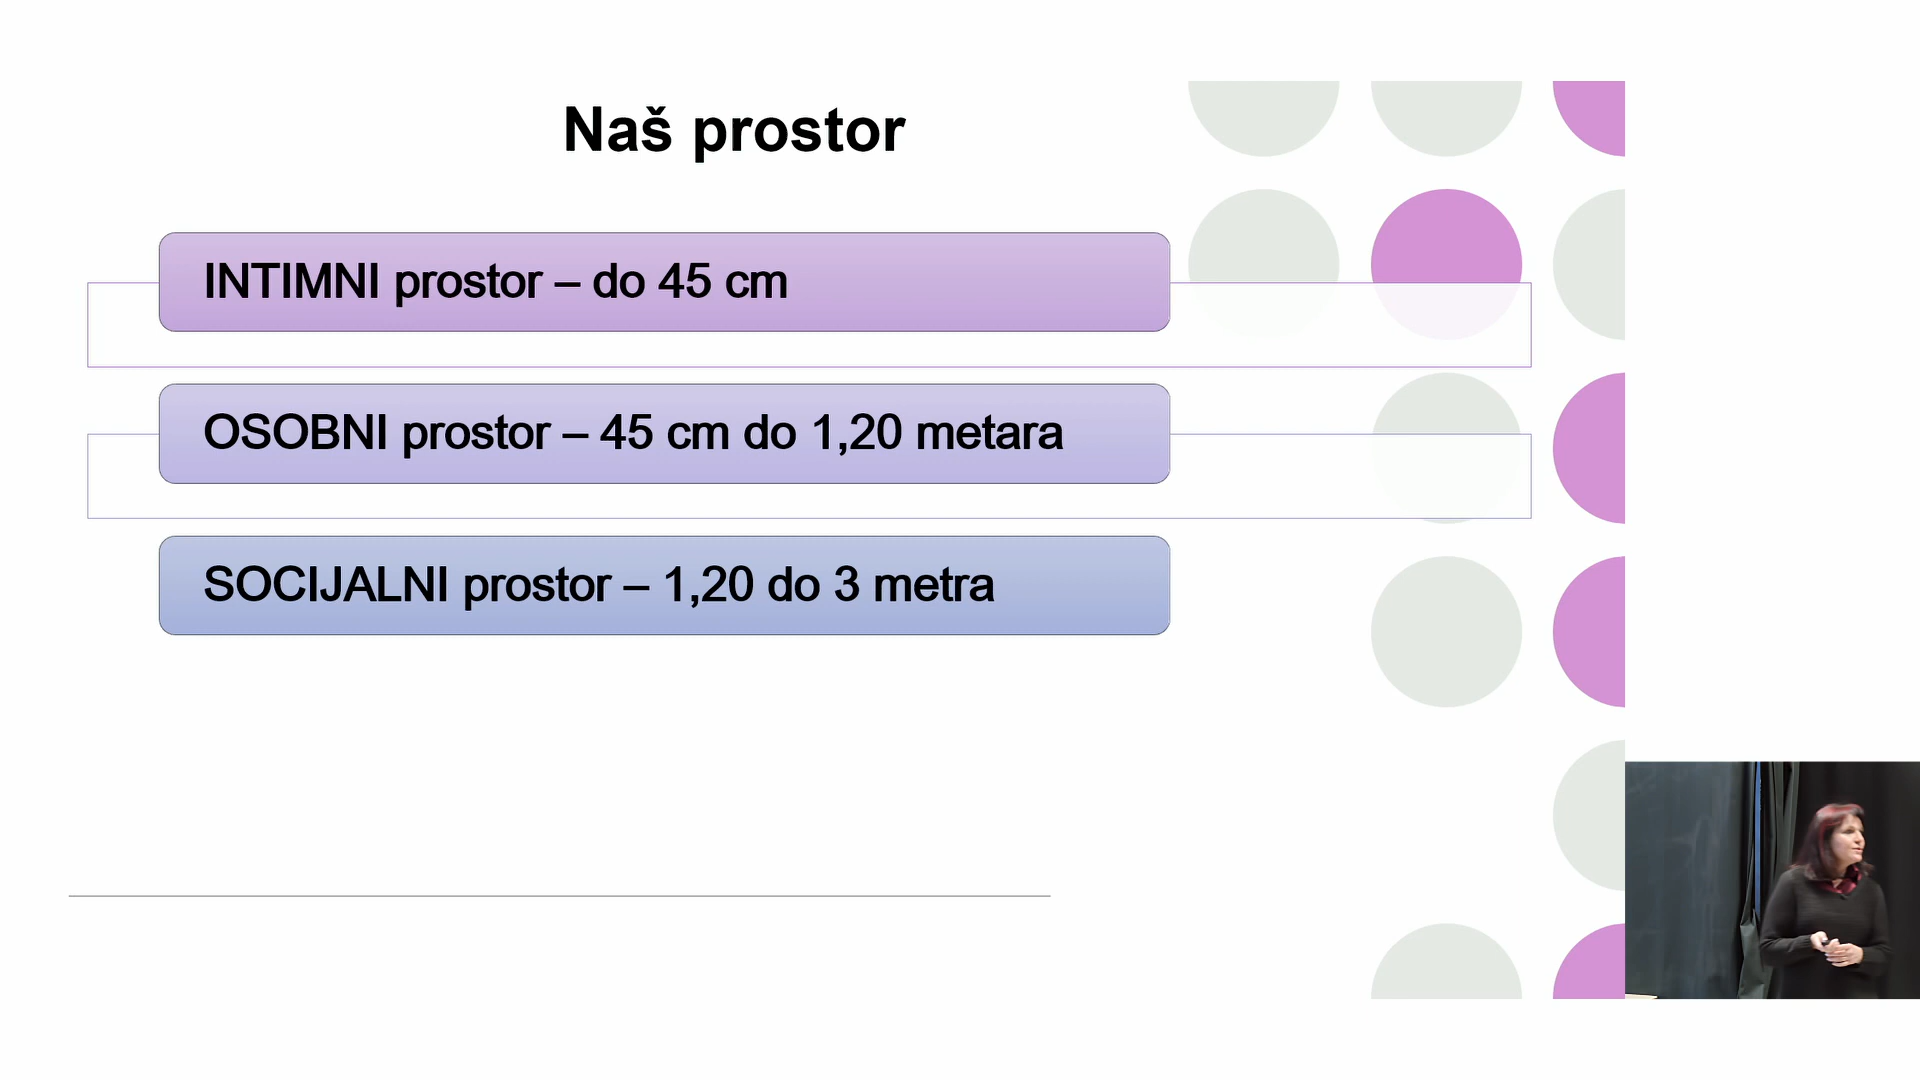 Naš prostor
INTIMNI prostor – do 45 cm
OSOBNI prostor – 45 cm do 1,20 metara
SOCIJALNI prostor – 1,20 do 3 metra